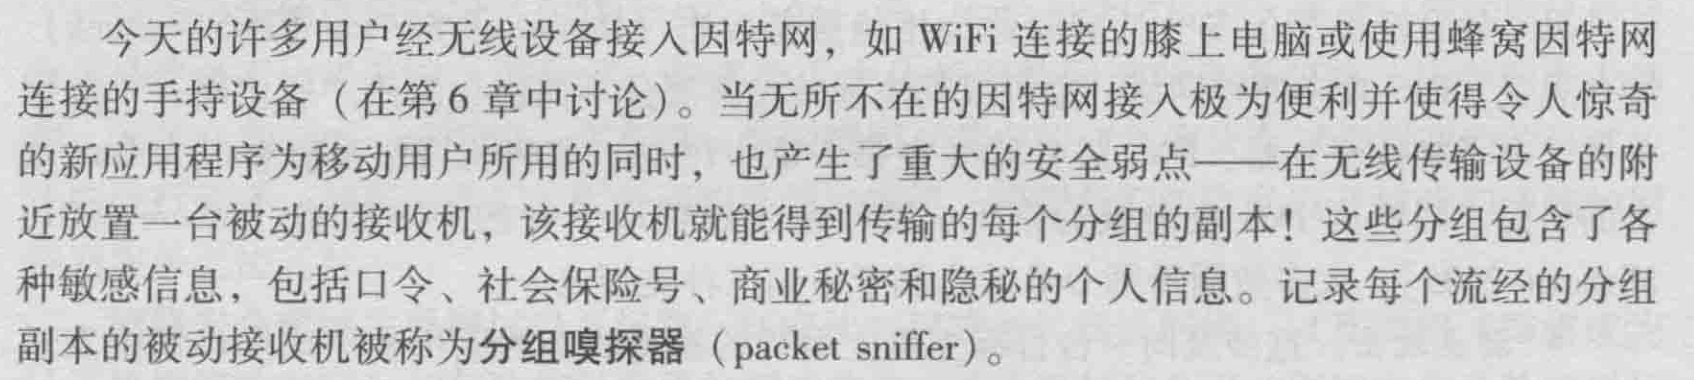 今天的许多用户经无线设备接入因特网，如 WiFi 连接的膝上电脑或使用蜂窝因特网
连接的手持设备（在第 6 章中讨论）。当无所不在的因特网接入极为便利并使得令人惊奇
的新应用程序为移动用户所用的同时，也产生了重大的安全弱点——在无线传输设备的附
近放置一台被动的接收机，该接收机就能得到传输的每个分组的副本！这些分组包含了各
种敏感信息，包括口令、社会保险号、商业秘密和隐秘的个人信息。记录每个流经的分组
副本的被动接收机被称为分组嗅探器（packet sniffer）。